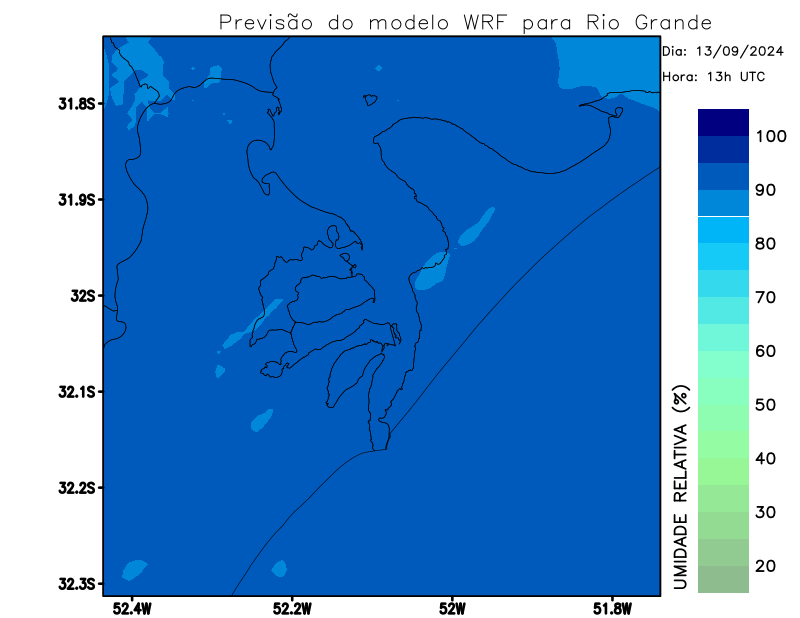 Previsão do modelo WRF para Rio Grande
Dia: 13/09/2024
Hora: 13h UTC
31.8S
31.9S
32S
32.1S
32.2S
32.3S
52.4W
52.2W
52W
51.8W
100
90
80
70
60
50
40
30
20
UMIDADE RELATIVA (%)